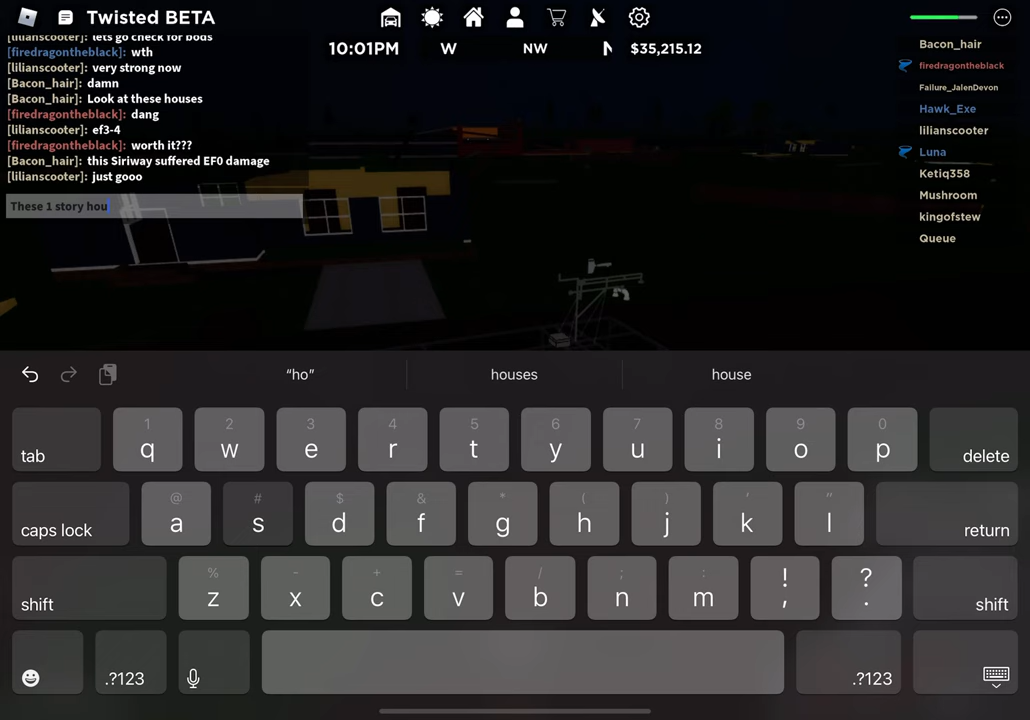 Twisted BETA
[lilianscooter]: lets go check for bods
[firedragontheblack]: wth
[lilianscooter]: very strong now
[Bacon_hair]: damn
[Bacon_hair]: Look at these houses
[firedragontheblack]: dang
[lilianscooter]: ef3-4
[firedragontheblack]: worth it???
[Bacon_hair]: this Siriway suffered EF0 damage
[lilianscooter]: just gooo
These 1 story hou
10:01PM W NW N $35,215.12
Bacon_hair
firedragontheblack
Failure_JalenDevon
Hawk_Exe
lilianscooter
Luna
Ketiq358
Mushroom
kingofstew
Queue
“ho” houses house
1 2 3 4 5 6 7 8 9 0
tab q w e r t y u i o p delete
@ # $ & * ( ) ' "
caps lock a s d f g h j k l return
% - + = / ; : ! ?
shift z x c v b n m , . shift
.?123 .?123